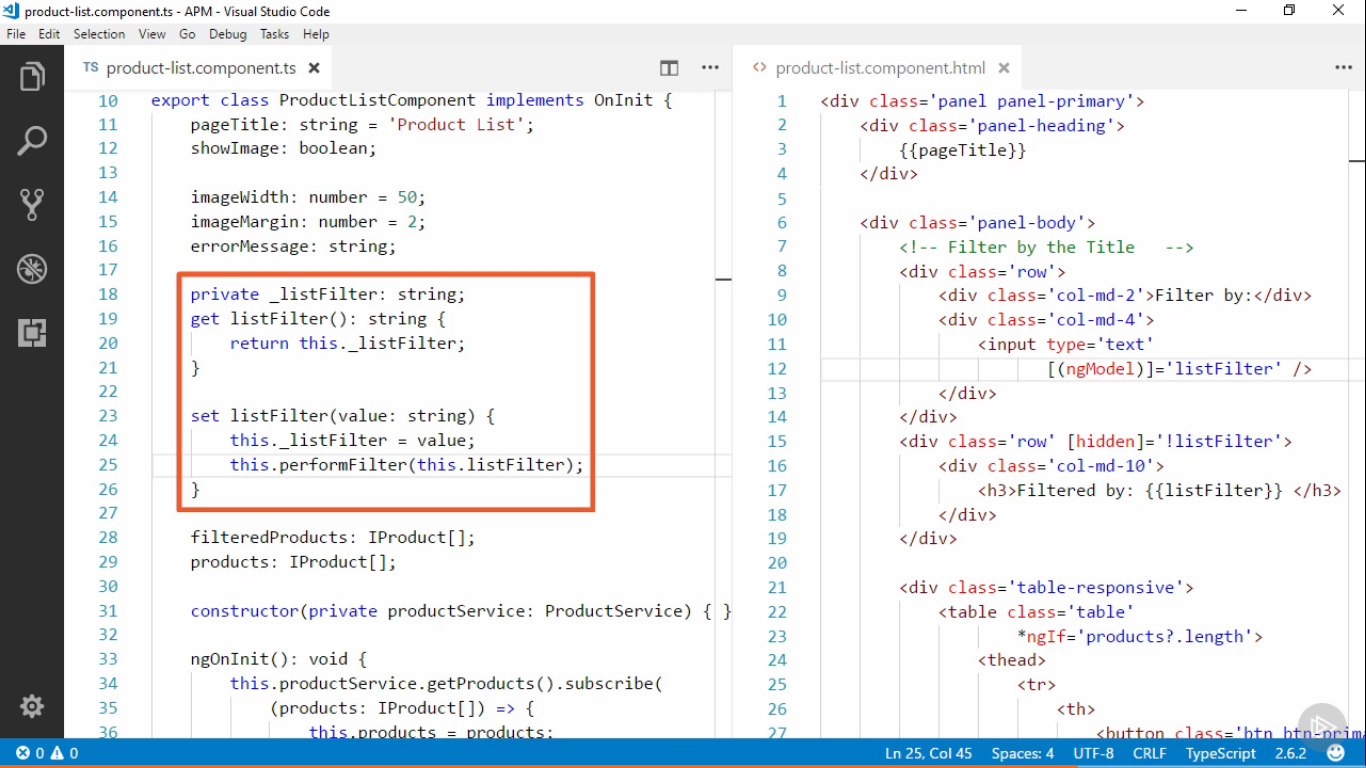 product-list.component.ts - APM - Visual Studio Code
File Edit Selection View Go Debug Tasks Help
TS product-list.component.ts
10 export class ProductListComponent implements OnInit {
11 pageTitle: string = 'Product List';
12 showImage: boolean;
13
14 imageWidth: number = 50;
15 imageMargin: number = 2;
16 errorMessage: string;
17
18 private _listFilter: string;
19 get listFilter(): string {
20 return this._listFilter;
21 }
22
23 set listFilter(value: string) {
24 this._listFilter = value;
25 this.performFilter(this.listFilter);
26 }
27
28 filteredProducts: IProduct[];
29 products: IProduct[];
30
31 constructor(private productService: ProductService) { }
32
33 ngOnInit(): void {
34 this.productService.getProducts().subscribe(
35 (products: IProduct[]) => {
36 this.products = products;
<> product-list.component.html
1 <div class='panel panel-primary'>
2 <div class='panel-heading'>
3 {{pageTitle}}
4 </div>
5
6 <div class='panel-body'>
7 <!-- Filter by the Title -->
8 <div class='row'>
9 <div class='col-md-2'>Filter by:</div>
10 <div class='col-md-4'>
11 <input type='text'
12 [(ngModel)]='listFilter' />
13 </div>
14 </div>
15 <div class='row' [hidden]='!listFilter'>
16 <div class='col-md-10'>
17 <h3>Filtered by: {{listFilter}} </h3>
18 </div>
19 </div>
20
21 <div class='table-responsive'>
22 <table class='table'
23 *ngIf='products?.length'>
24 <thead>
25 <tr>
26 <th>
27 <button class='btn btn-prima
0 0 Ln 25, Col 45 Spaces: 4 UTF-8 CRLF TypeScript 2.6.2